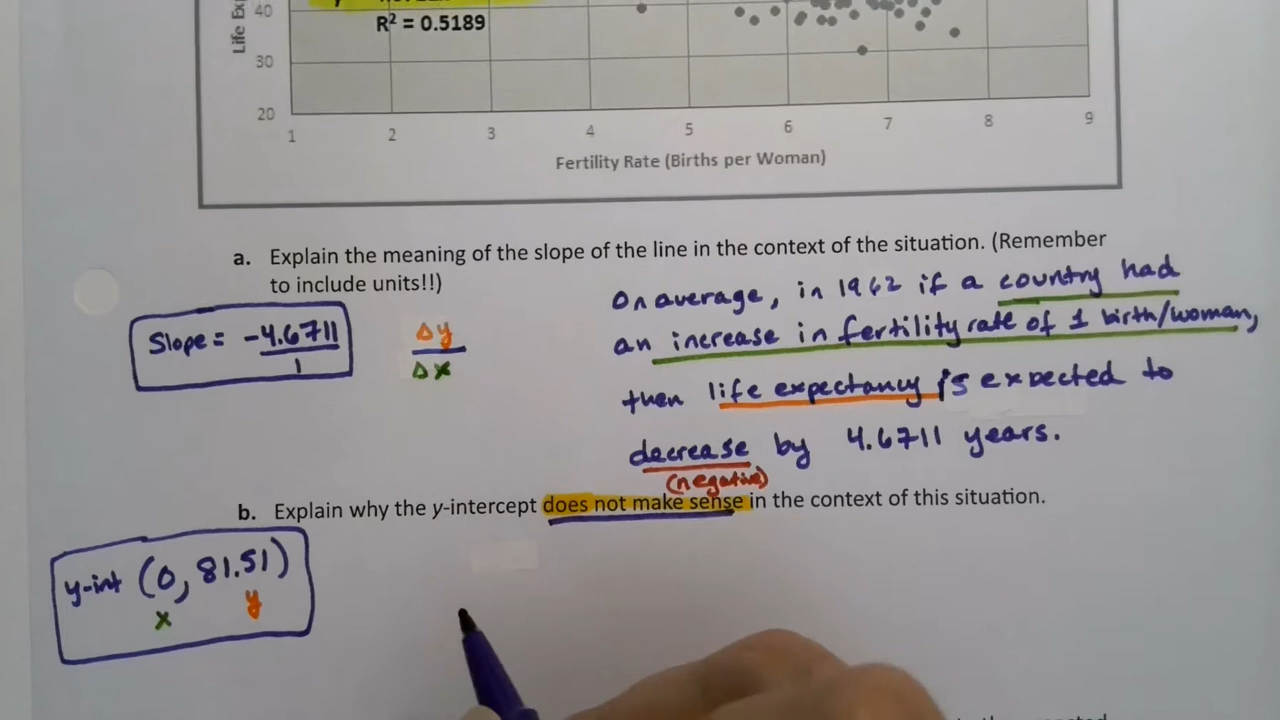 Life Ex
40
R² = 0.5189
30
20
1 2 3 4 5 6 7 8 9
Fertility Rate (Births per Woman)
a. Explain the meaning of the slope of the line in the context of the situation. (Remember
to include units!!)
Slope = -4.6711
1
Δy
Δx
On average, in 1962 if a country had
an increase in fertility rate of 1 birth/woman,
then life expectancy is expected to
decrease by 4.6711 years.
(negative)
b. Explain why the y-intercept does not make sense in the context of this situation.
y-int (0, 81.51)
x y